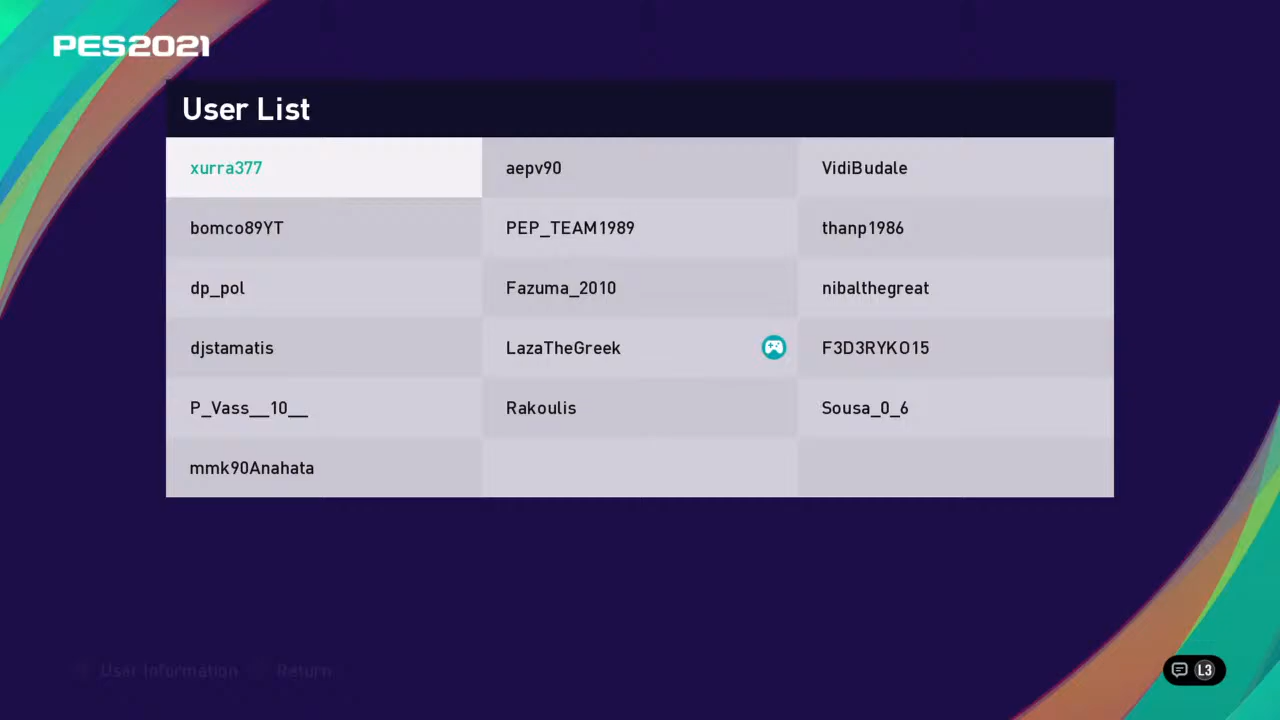 PES2021
User List
xurra377 aepv90 VidiBudale
bomco89YT PEP_TEAM1989 thanp1986
dp_pol Fazuma_2010 nibalthegreat
djstamatis LazaTheGreek F3D3RYKO15
P_Vass__10__ Rakoulis Sousa_0_6
mmk90Anahata
User Information Return
L3